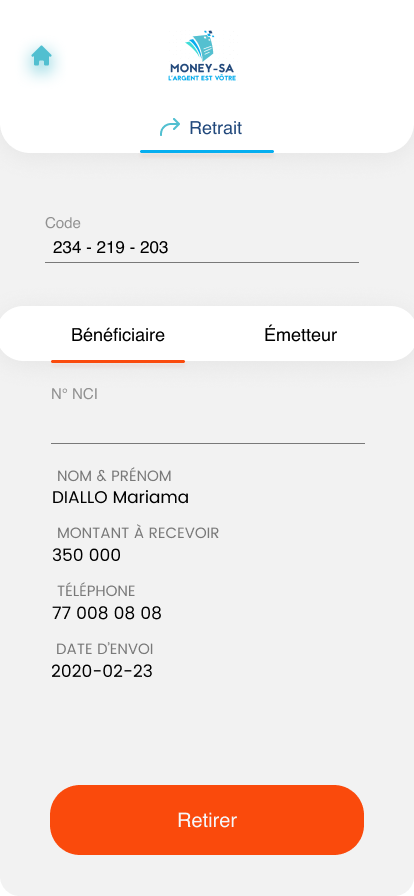 MONEY-SA
L'ARGENT EST VÔTRE
Retrait
Code
234 - 219 - 203
Bénéficiaire Émetteur
N° NCI
NOM & PRÉNOM
DIALLO Mariama
MONTANT À RECEVOIR
350 000
TÉLÉPHONE
77 008 08 08
DATE D'ENVOI
2020-02-23
Retirer